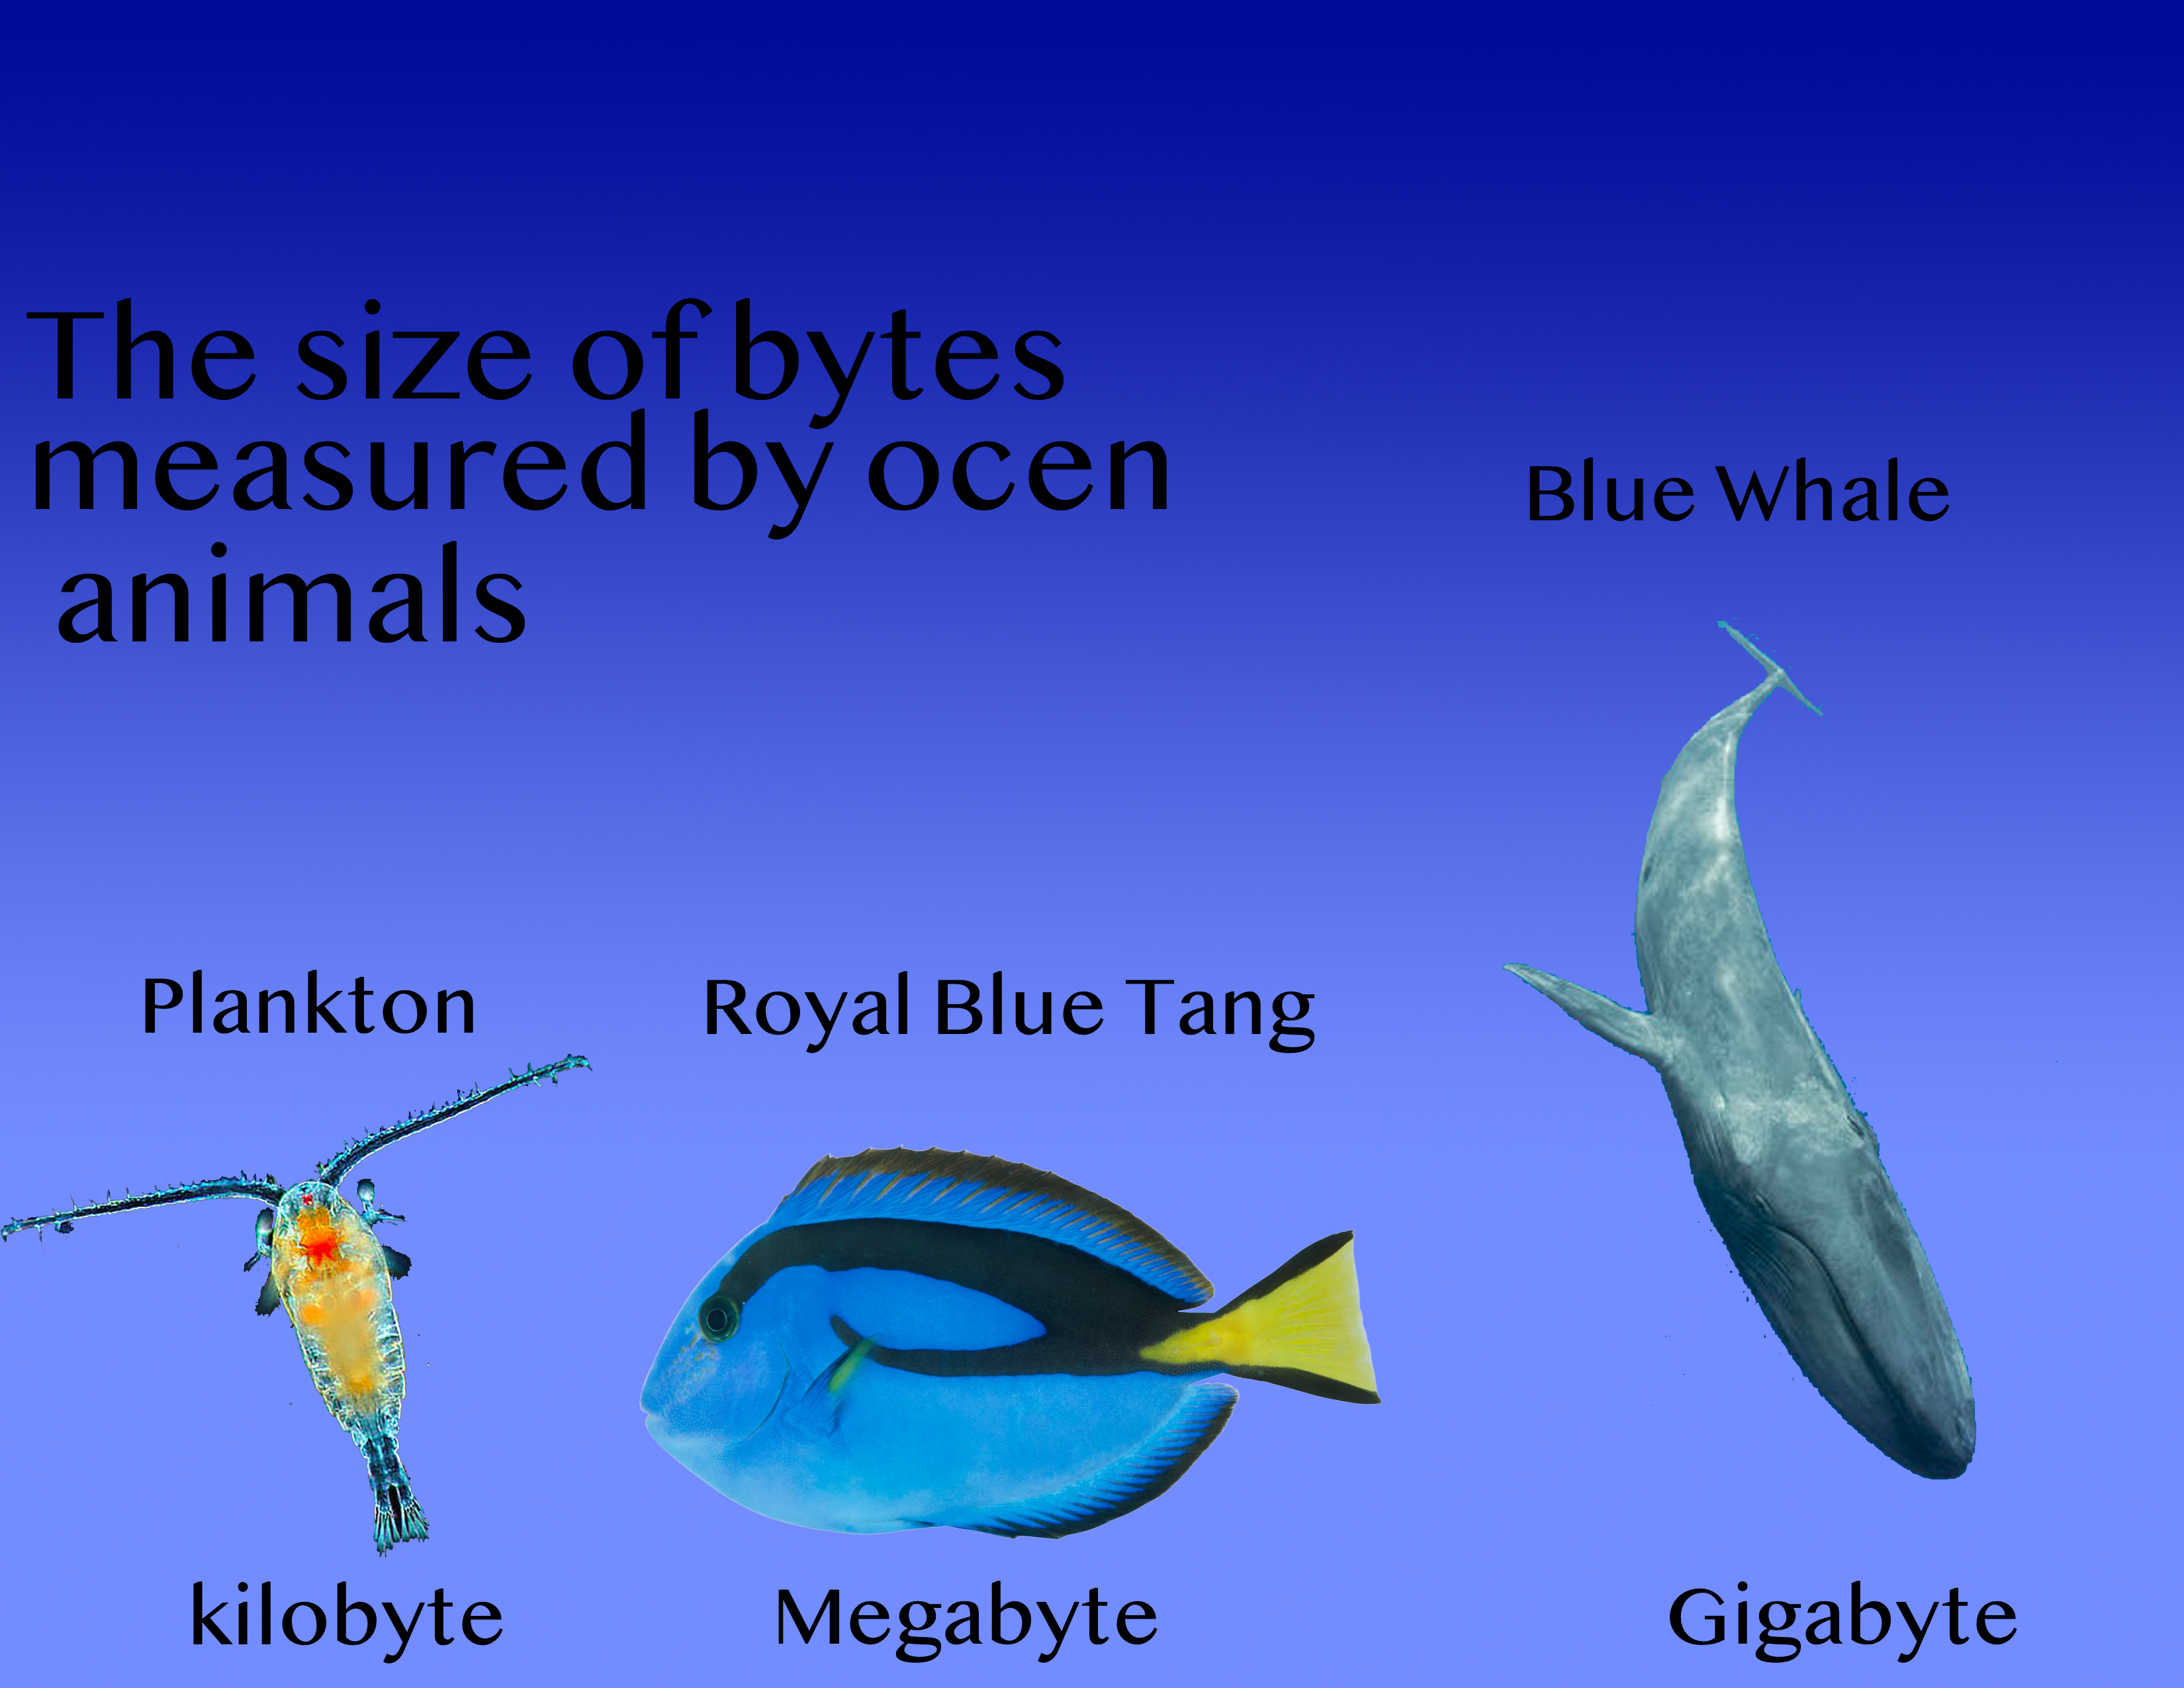 The size of bytes
measured by ocen
animals
Blue Whale
Plankton
Royal Blue Tang
kilobyte
Megabyte
Gigabyte